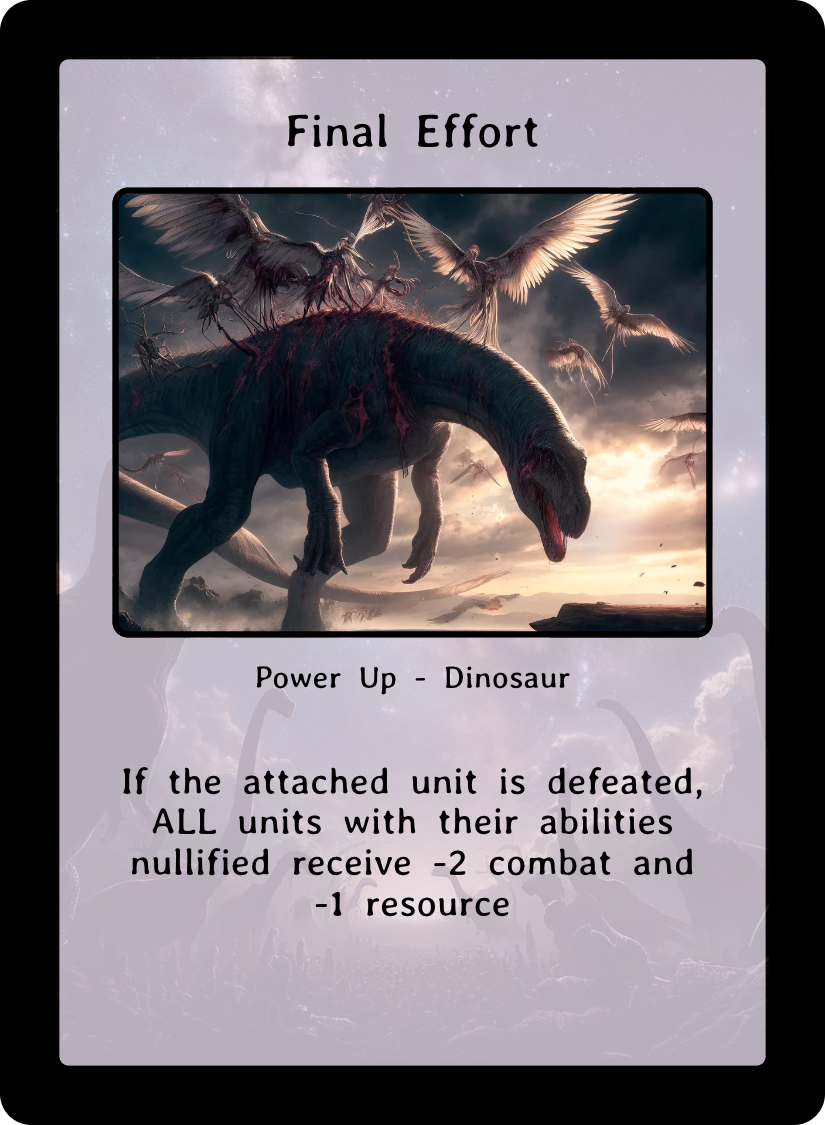 Final Effort
Power Up - Dinosaur
If the attached unit is defeated,
ALL units with their abilities
nullified receive -2 combat and
-1 resource